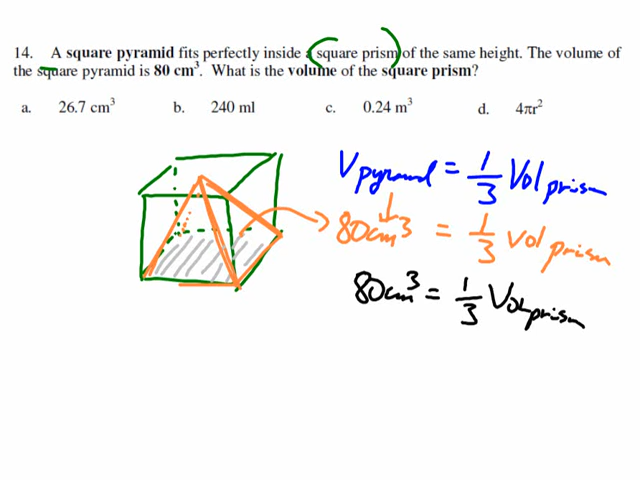 14. A square pyramid fits perfectly inside a square prism of the same height. The volume of
the square pyramid is 80 cm³. What is the volume of the square prism?
a. 26.7 cm³ b. 240 ml c. 0.24 m³ d. 4πr²
V pyramid = 1/3 Vol prism
80cm³ = 1/3 Vol prism
80cm³ = 1/3 Vol prism